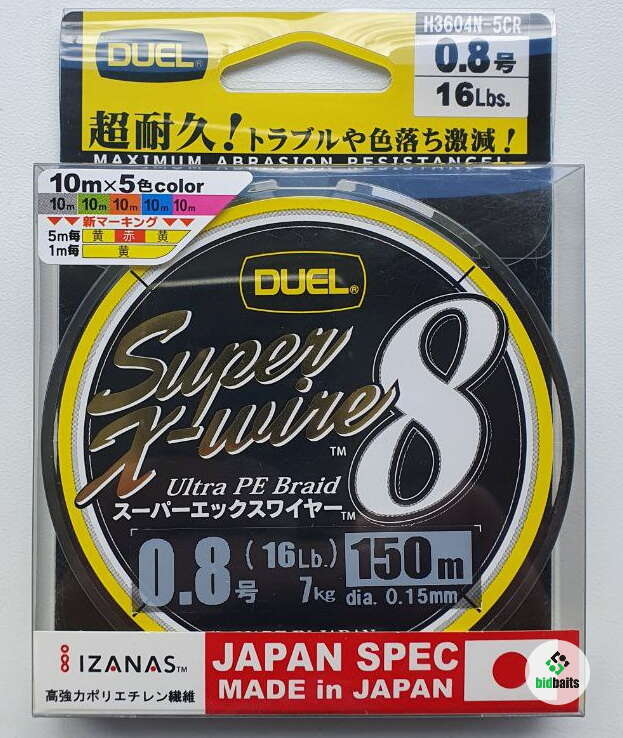 DUEL®
H3604N-5CR
0.8号
16Lbs.
超耐久！トラブルや色落ち激減！
MAXIMUM ABRASION RESISTANCE!
10m×5色color
10m 10m 10m 10m 10m
新マーキング
5m毎 黄 赤 黄
1m毎 黄
DUEL®
Super
X-wire 8
TM
Ultra PE Braid
スーパーエックスワイヤー TM
0.8号 (16Lb.) 150m
7kg dia. 0.15mm
MADE IN JAPAN
IZANAS TM
高強力ポリエチレン繊維
JAPAN SPEC
MADE in JAPAN
bidbaits